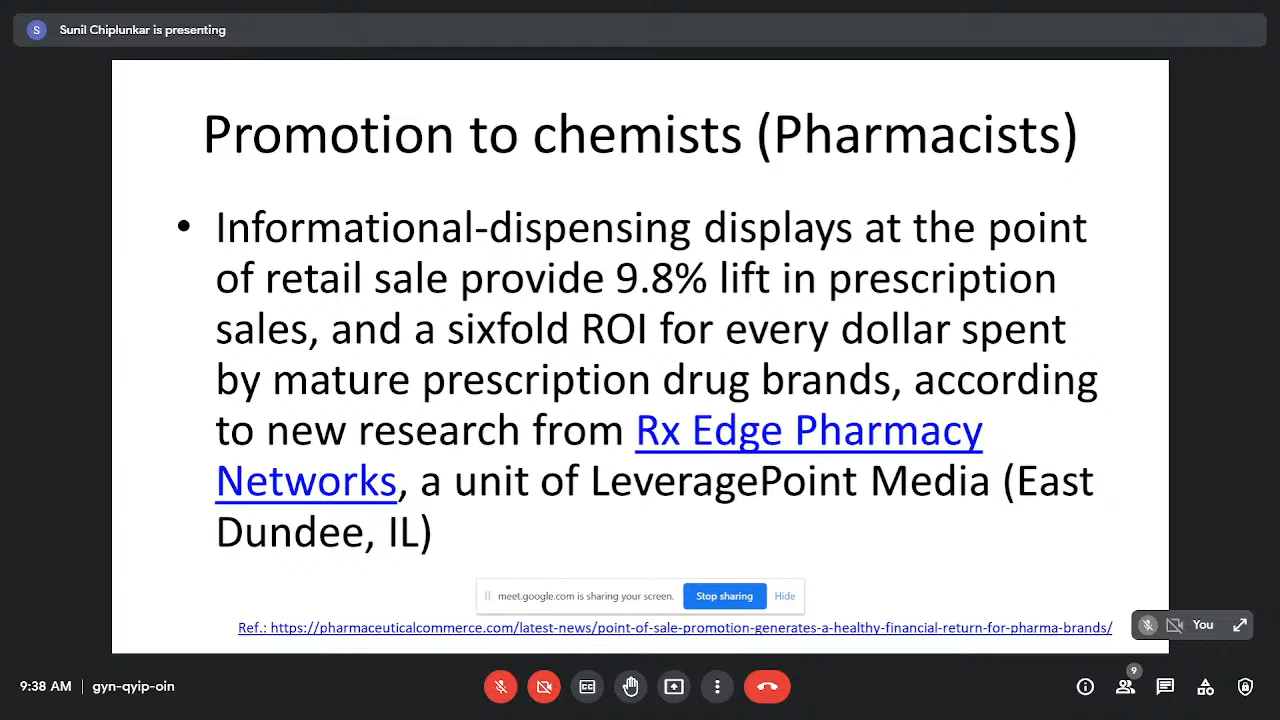 S Sunil Chiplunkar is presenting
Promotion to chemists (Pharmacists)
• Informational-dispensing displays at the point
of retail sale provide 9.8% lift in prescription
sales, and a sixfold ROI for every dollar spent
by mature prescription drug brands, according
to new research from Rx Edge Pharmacy
Networks, a unit of LeveragePoint Media (East
Dundee, IL)
meet.google.com is sharing your screen. Stop sharing Hide
Ref.: https://pharmaceuticalcommerce.com/latest-news/point-of-sale-promotion-generates-a-healthy-financial-return-for-pharma-brands/
You
9:38 AM | gyn-qyip-oin
9